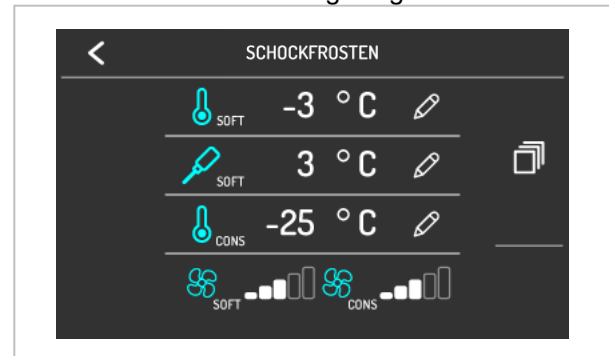 SCHOCKFROSTEN
SOFT -3 °C
SOFT 3 °C
CONS -25 °C
SOFT CONS